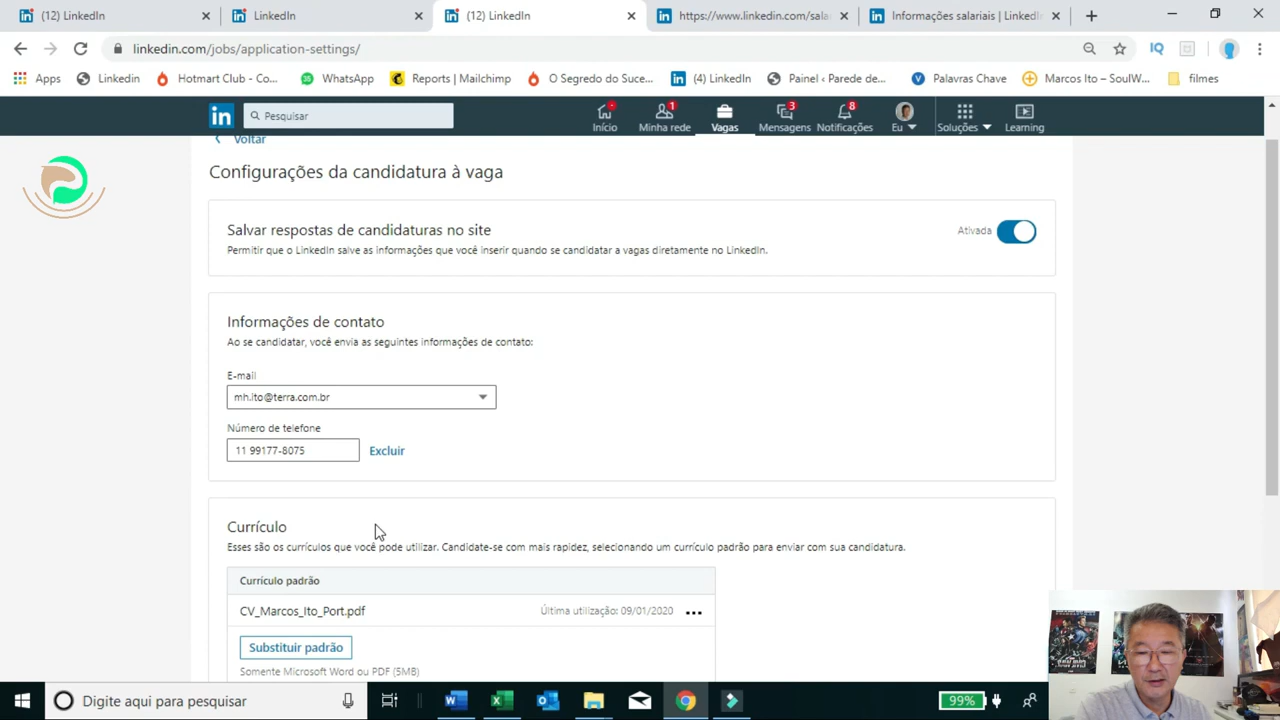 (12) LinkedIn
LinkedIn
(12) LinkedIn
https://www.linkedin.com/sala
Informações salariais | LinkedIn
linkedin.com/jobs/application-settings/
IQ
Apps
Linkedin
Hotmart Club - Co...
WhatsApp
Reports | Mailchimp
O Segredo do Suce...
(4) LinkedIn
Painel ‹ Parede de...
Palavras Chave
Marcos Ito – SoulW...
filmes
in
Pesquisar
Início
1
Minha rede
Vagas
3
Mensagens
8
Notificações
Eu
Soluções
Learning
Voltar
Configurações da candidatura à vaga
Salvar respostas de candidaturas no site
Ativada
Permitir que o LinkedIn salve as informações que você inserir quando se candidatar a vagas diretamente no LinkedIn.
Informações de contato
Ao se candidatar, você envia as seguintes informações de contato:
E-mail
mh.ito@terra.com.br
Número de telefone
11 99177-8075
Excluir
Currículo
Esses são os currículos que você pode utilizar. Candidate-se com mais rapidez, selecionando um currículo padrão para enviar com sua candidatura.
Currículo padrão
CV_Marcos_Ito_Port.pdf
Última utilização: 09/01/2020
Substituir padrão
Somente Microsoft Word ou PDF (5MB)
Digite aqui para pesquisar
99%